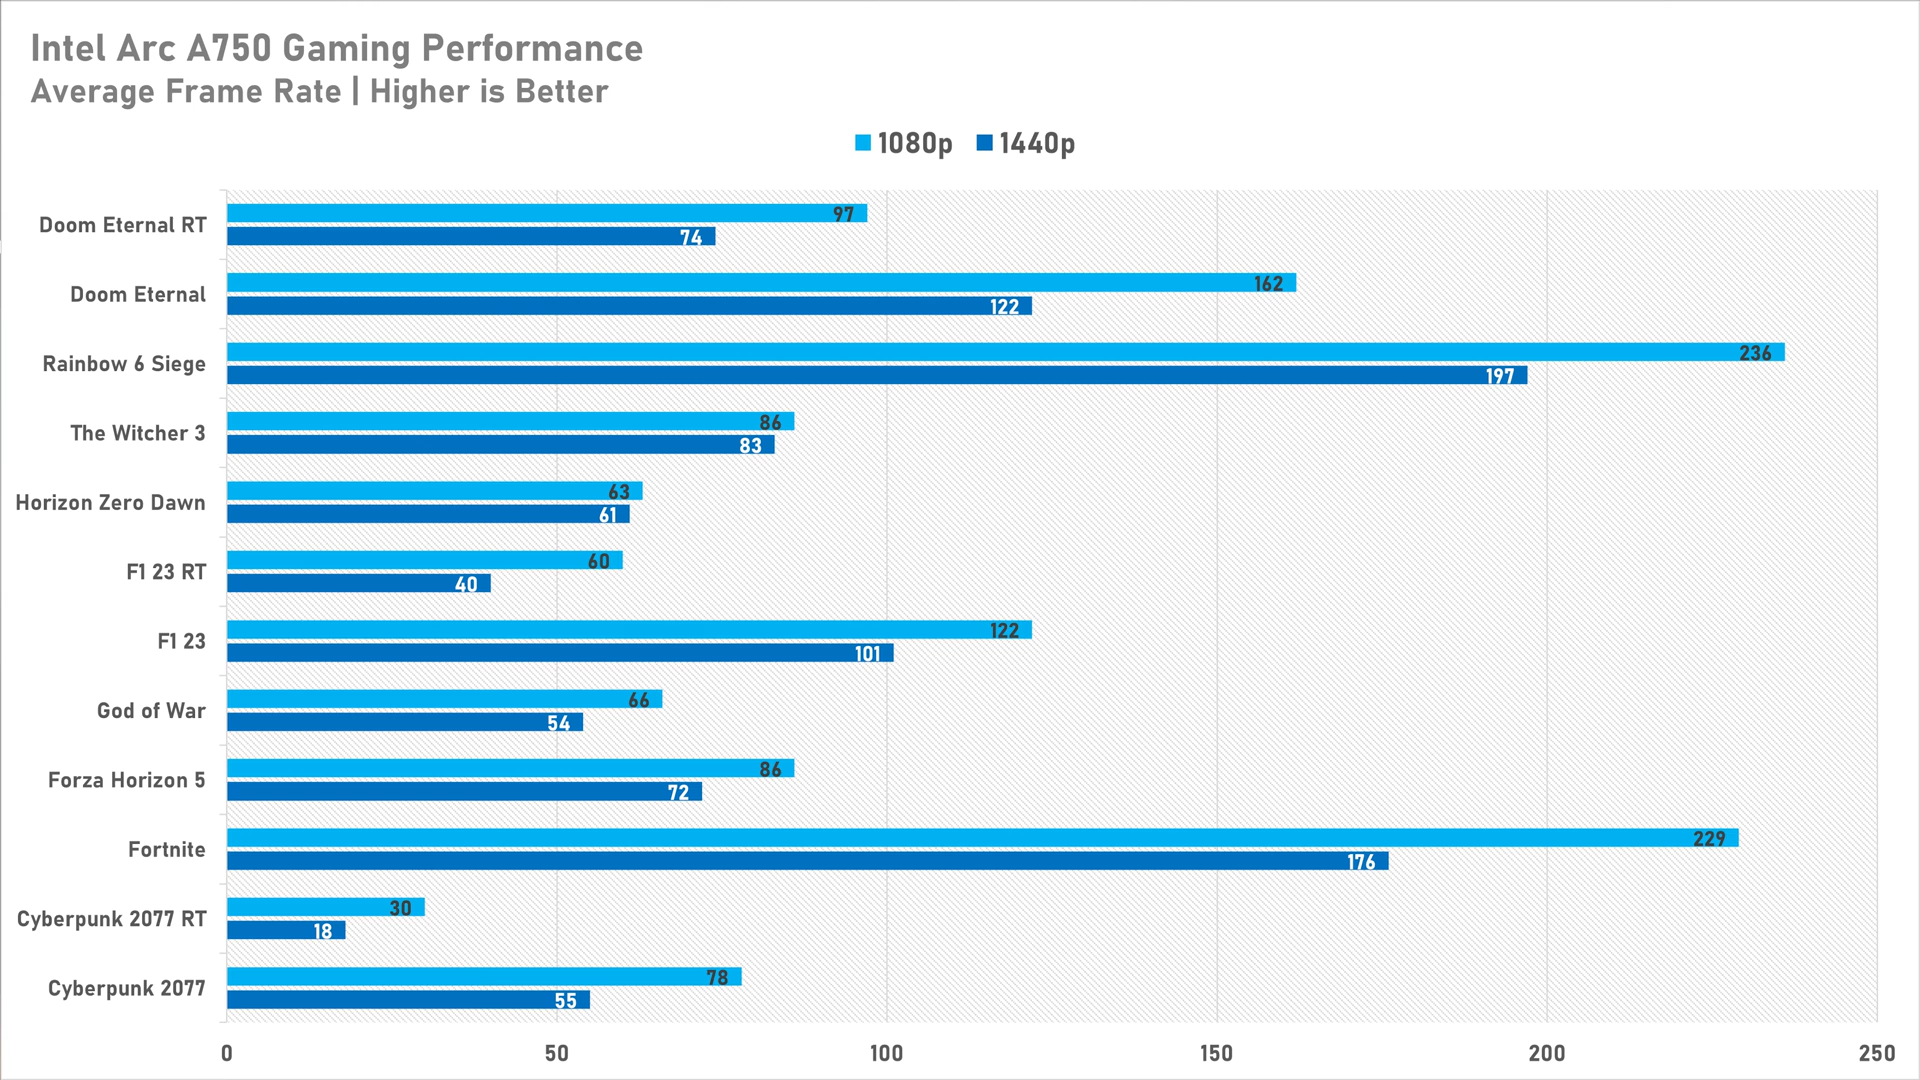 Intel Arc A750 Gaming Performance
Average Frame Rate | Higher is Better
1080p 1440p
Doom Eternal RT 97
74
Doom Eternal 162
122
Rainbow 6 Siege 236
197
The Witcher 3 86
83
Horizon Zero Dawn 63
61
F1 23 RT 60
40
F1 23 122
101
God of War 66
54
Forza Horizon 5 86
72
Fortnite 229
176
Cyberpunk 2077 RT 30
18
Cyberpunk 2077 78
55
0 50 100 150 200 250